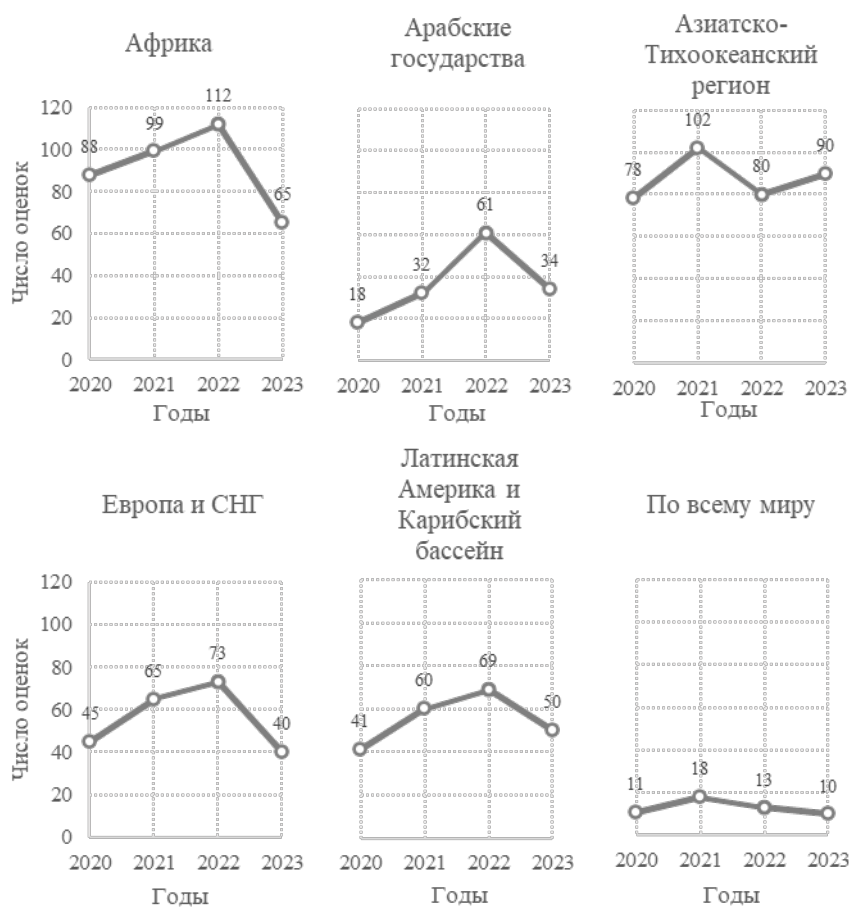 Африка
120
100
80
60
40
20
0
Число оценок
88
99
112
65
2020 2021 2022 2023
Годы
Арабские
государства
18
32
61
34
2020 2021 2022 2023
Годы
Азиатско-
Тихоокеанский
регион
78
102
80
90
2020 2021 2022 2023
Годы
Европа и СНГ
120
100
80
60
40
20
0
Число оценок
45
65
73
40
2020 2021 2022 2023
Годы
Латинская
Америка и
Карибский
бассейн
41
60
69
50
2020 2021 2022 2023
Годы
По всему миру
11
18
13
10
2020 2021 2022 2023
Годы